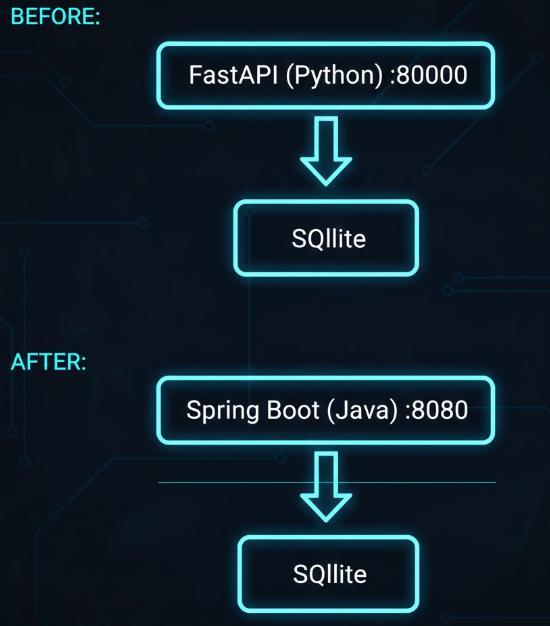 BEFORE:
FastAPI (Python) :80000
SQllite
AFTER:
Spring Boot (Java) :8080
SQllite